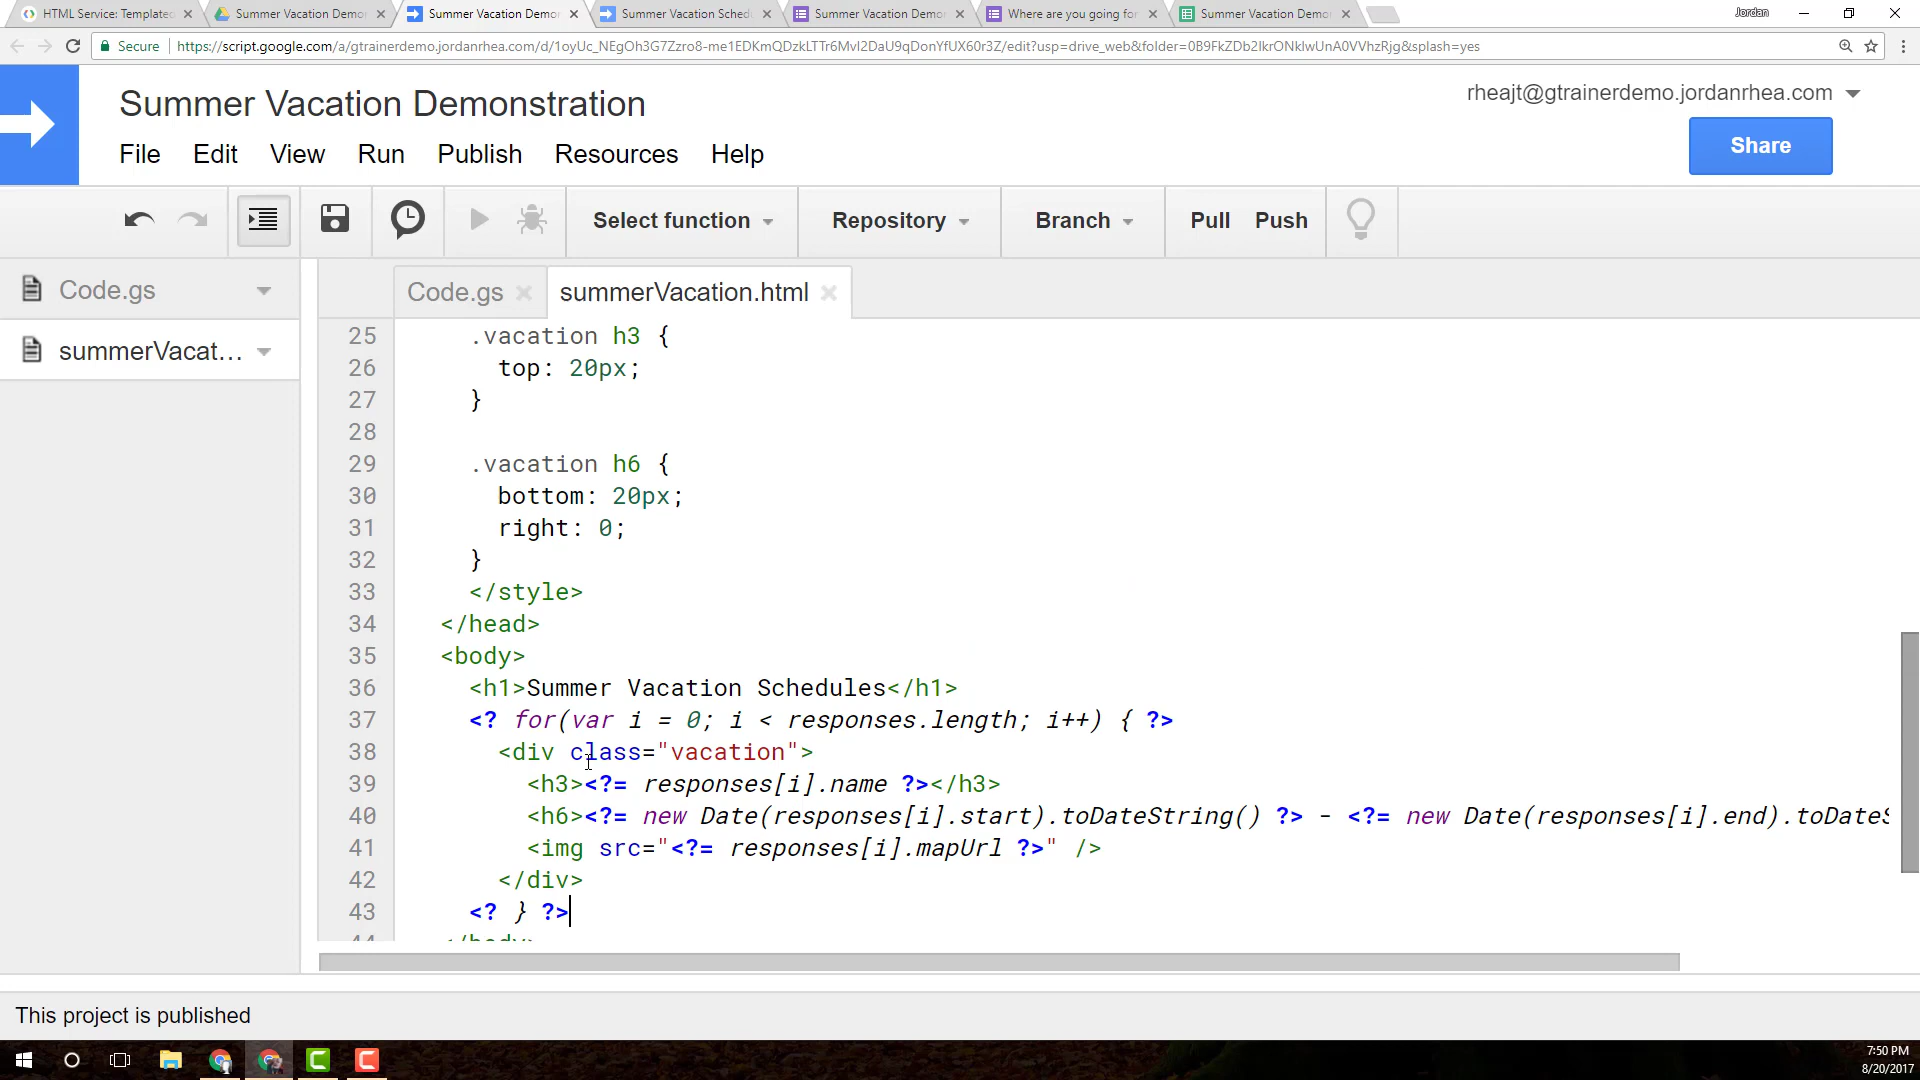 HTML Service: Templated
Summer Vacation Demo
Summer Vacation Demo
Summer Vacation Sched
Summer Vacation Demo
Where are you going for
Summer Vacation Demo
Jordan
Secure
https://script.google.com/a/gtrainerdemo.jordanrhea.com/d/1oyUc_NEgOh3G7Zzro8-me1EDKmQDzkLTTr6MvI2DaU9qDonYfUX60r3Z/edit?usp=drive_web&folder=0B9FkZDb2IkrONklwUnA0VVhzRjg&splash=yes
Summer Vacation Demonstration
rheajt@gtrainerdemo.jordanrhea.com
File Edit View Run Publish Resources Help
Share
Select function Repository Branch Pull Push
Code.gs
summerVacat...
Code.gs summerVacation.html
25 .vacation h3 {
26 top: 20px;
27 }
28
29 .vacation h6 {
30 bottom: 20px;
31 right: 0;
32 }
33 </style>
34 </head>
35 <body>
36 <h1>Summer Vacation Schedules</h1>
37 <? for(var i = 0; i < responses.length; i++) { ?>
38 <div class="vacation">
39 <h3><?= responses[i].name ?></h3>
40 <h6><?= new Date(responses[i].start).toDateString() ?> - <?= new Date(responses[i].end).toDateS
41 <img src="<?= responses[i].mapUrl ?>" />
42 </div>
43 <? } ?>
44 </body>
This project is published
7:50 PM
8/20/2017